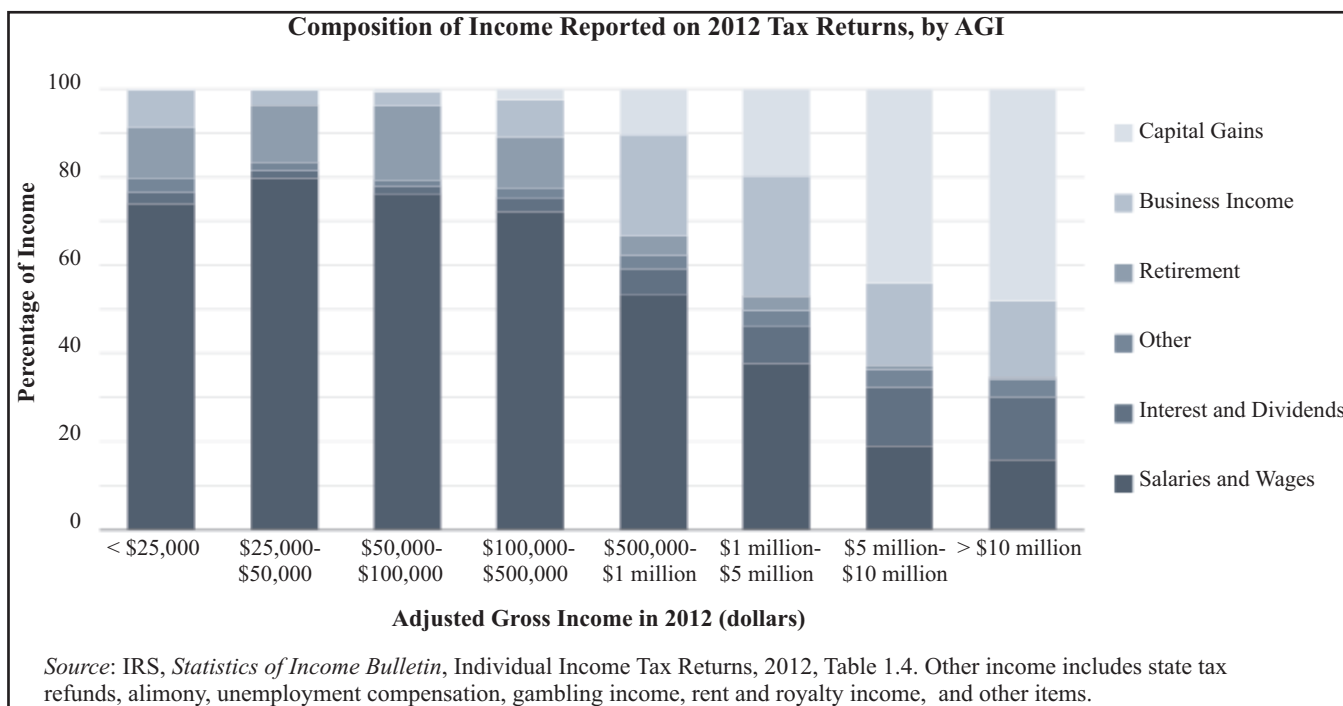 Composition of Income Reported on 2012 Tax Returns, by AGI
Percentage of Income
100
80
60
40
20
0
Capital Gains
Business Income
Retirement
Other
Interest and Dividends
Salaries and Wages
< $25,000
$25,000-
$50,000
$50,000-
$100,000
$100,000-
$500,000
$500,000-
$1 million
$1 million-
$5 million
$5 million-
$10 million
> $10 million
Adjusted Gross Income in 2012 (dollars)
Source: IRS, Statistics of Income Bulletin, Individual Income Tax Returns, 2012, Table 1.4. Other income includes state tax
refunds, alimony, unemployment compensation, gambling income, rent and royalty income, and other items.